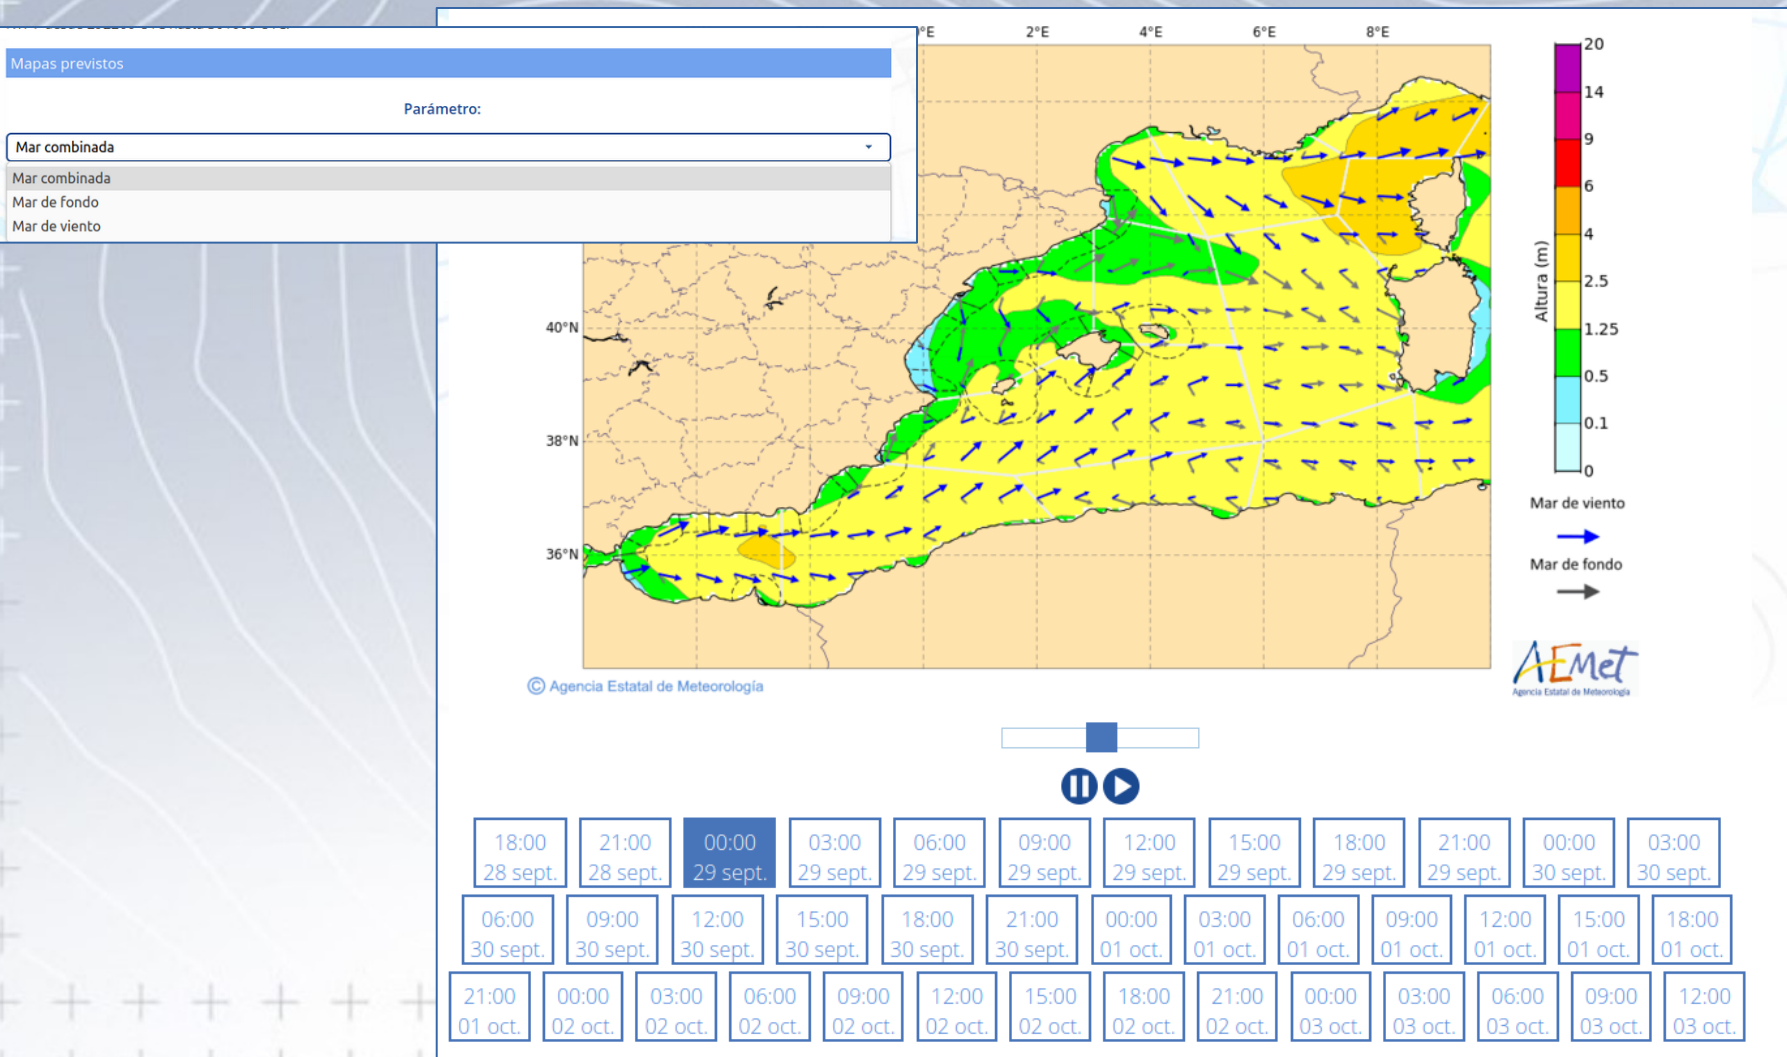 Mapas previstos
Parámetro:
Mar combinada
Mar combinada
Mar de fondo
Mar de viento
0°E 2°E 4°E 6°E 8°E
40°N
38°N
36°N
20
14
9
6
4
2.5
1.25
0.5
0.1
0
Altura (m)
Mar de viento
Mar de fondo
© Agencia Estatal de Meteorología
AEMet
Agencia Estatal de Meteorología
18:00 21:00 00:00 03:00 06:00 09:00 12:00 15:00 18:00 21:00 00:00 03:00
28 sept. 28 sept. 29 sept. 29 sept. 29 sept. 29 sept. 29 sept. 29 sept. 29 sept. 29 sept. 30 sept. 30 sept.
06:00 09:00 12:00 15:00 18:00 21:00 00:00 03:00 06:00 09:00 12:00 15:00 18:00
30 sept. 30 sept. 30 sept. 30 sept. 30 sept. 30 sept. 01 oct. 01 oct. 01 oct. 01 oct. 01 oct. 01 oct. 01 oct.
21:00 00:00 03:00 06:00 09:00 12:00 15:00 18:00 21:00 00:00 03:00 06:00 09:00 12:00
01 oct. 02 oct. 02 oct. 02 oct. 02 oct. 02 oct. 02 oct. 02 oct. 02 oct. 03 oct. 03 oct. 03 oct. 03 oct. 03 oct.